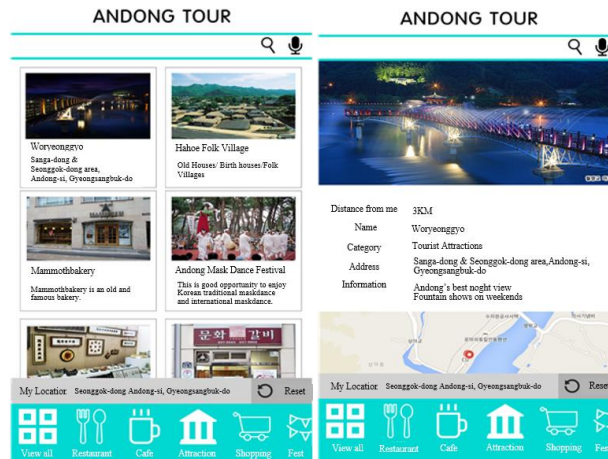 ANDONG TOUR
Woryeonggyo
Sanga-dong &
Seonggok-dong area,
Andong-si, Gyeongsangbuk-do
Hahoe Folk Village
Old Houses/ Birth houses/Folk
Villages
Mammothbakery
Mammothbakery is an old and
famous bakery.
Andong Mask Dance Festival
This is good opportunity to enjoy
Korean traditional maskdance
and international maskdance.
문화 갈비
My Location Seonggok-dong Andong-si, Gyeongsangbuk-do Reset
View all Restaurant Cafe Attraction Shopping Fest
ANDONG TOUR
Distance from me 3KM
Name Woryeonggyo
Category Tourist Attractions
Address Sanga-dong & Seonggok-dong area,Andong-si,
Gyeongsangbuk-do
Information Andong's best noght view
Fountain shows on weekends
My Location Seonggok-dong Andong-si, Gyeongsangbuk-do Reset
View all Restaurant Cafe Attraction Shopping Fest